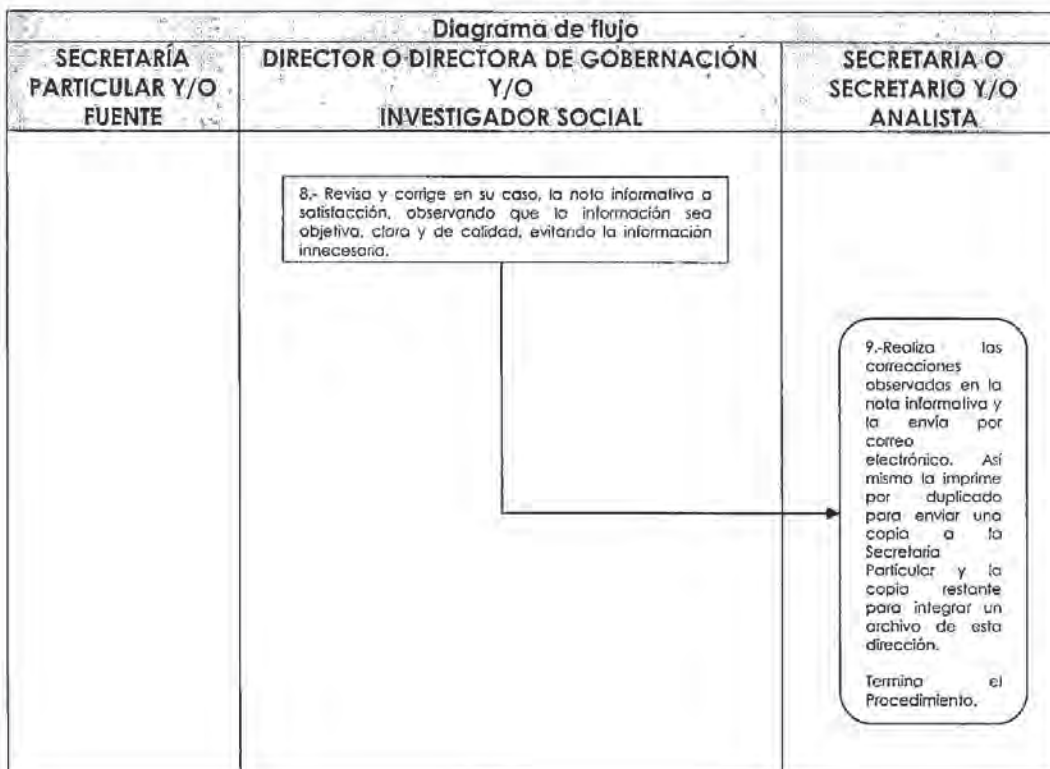 Diagrama de flujo
SECRETARÍA
PARTICULAR Y/O
FUENTE
DIRECTOR O DIRECTORA DE GOBERNACIÓN
Y/O
INVESTIGADOR SOCIAL
SECRETARIA O
SECRETARIO Y/O
ANALISTA
8.- Revisa y corrige en su caso, la nota informativa a
satisfacción, observando que la información sea
objetiva, clara y de calidad, evitando la información
innecesaria.
9.-Realiza las
correcciones
observadas en la
nota informativa y
la envía por
correo
electrónico. Así
mismo la imprime
por duplicado
para enviar una
copia a la
Secretaría
Particular y la
copia restante
para integrar un
archivo de esta
dirección.
Termina el
Procedimiento.